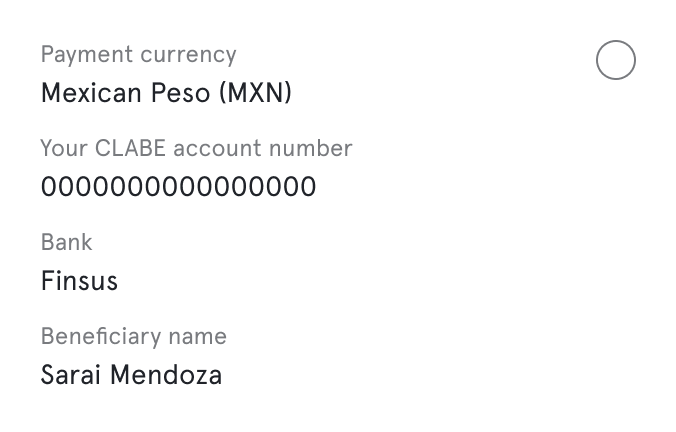 Payment currency
Mexican Peso (MXN)
Your CLABE account number
0000000000000000
Bank
Finsus
Beneficiary name
Sarai Mendoza